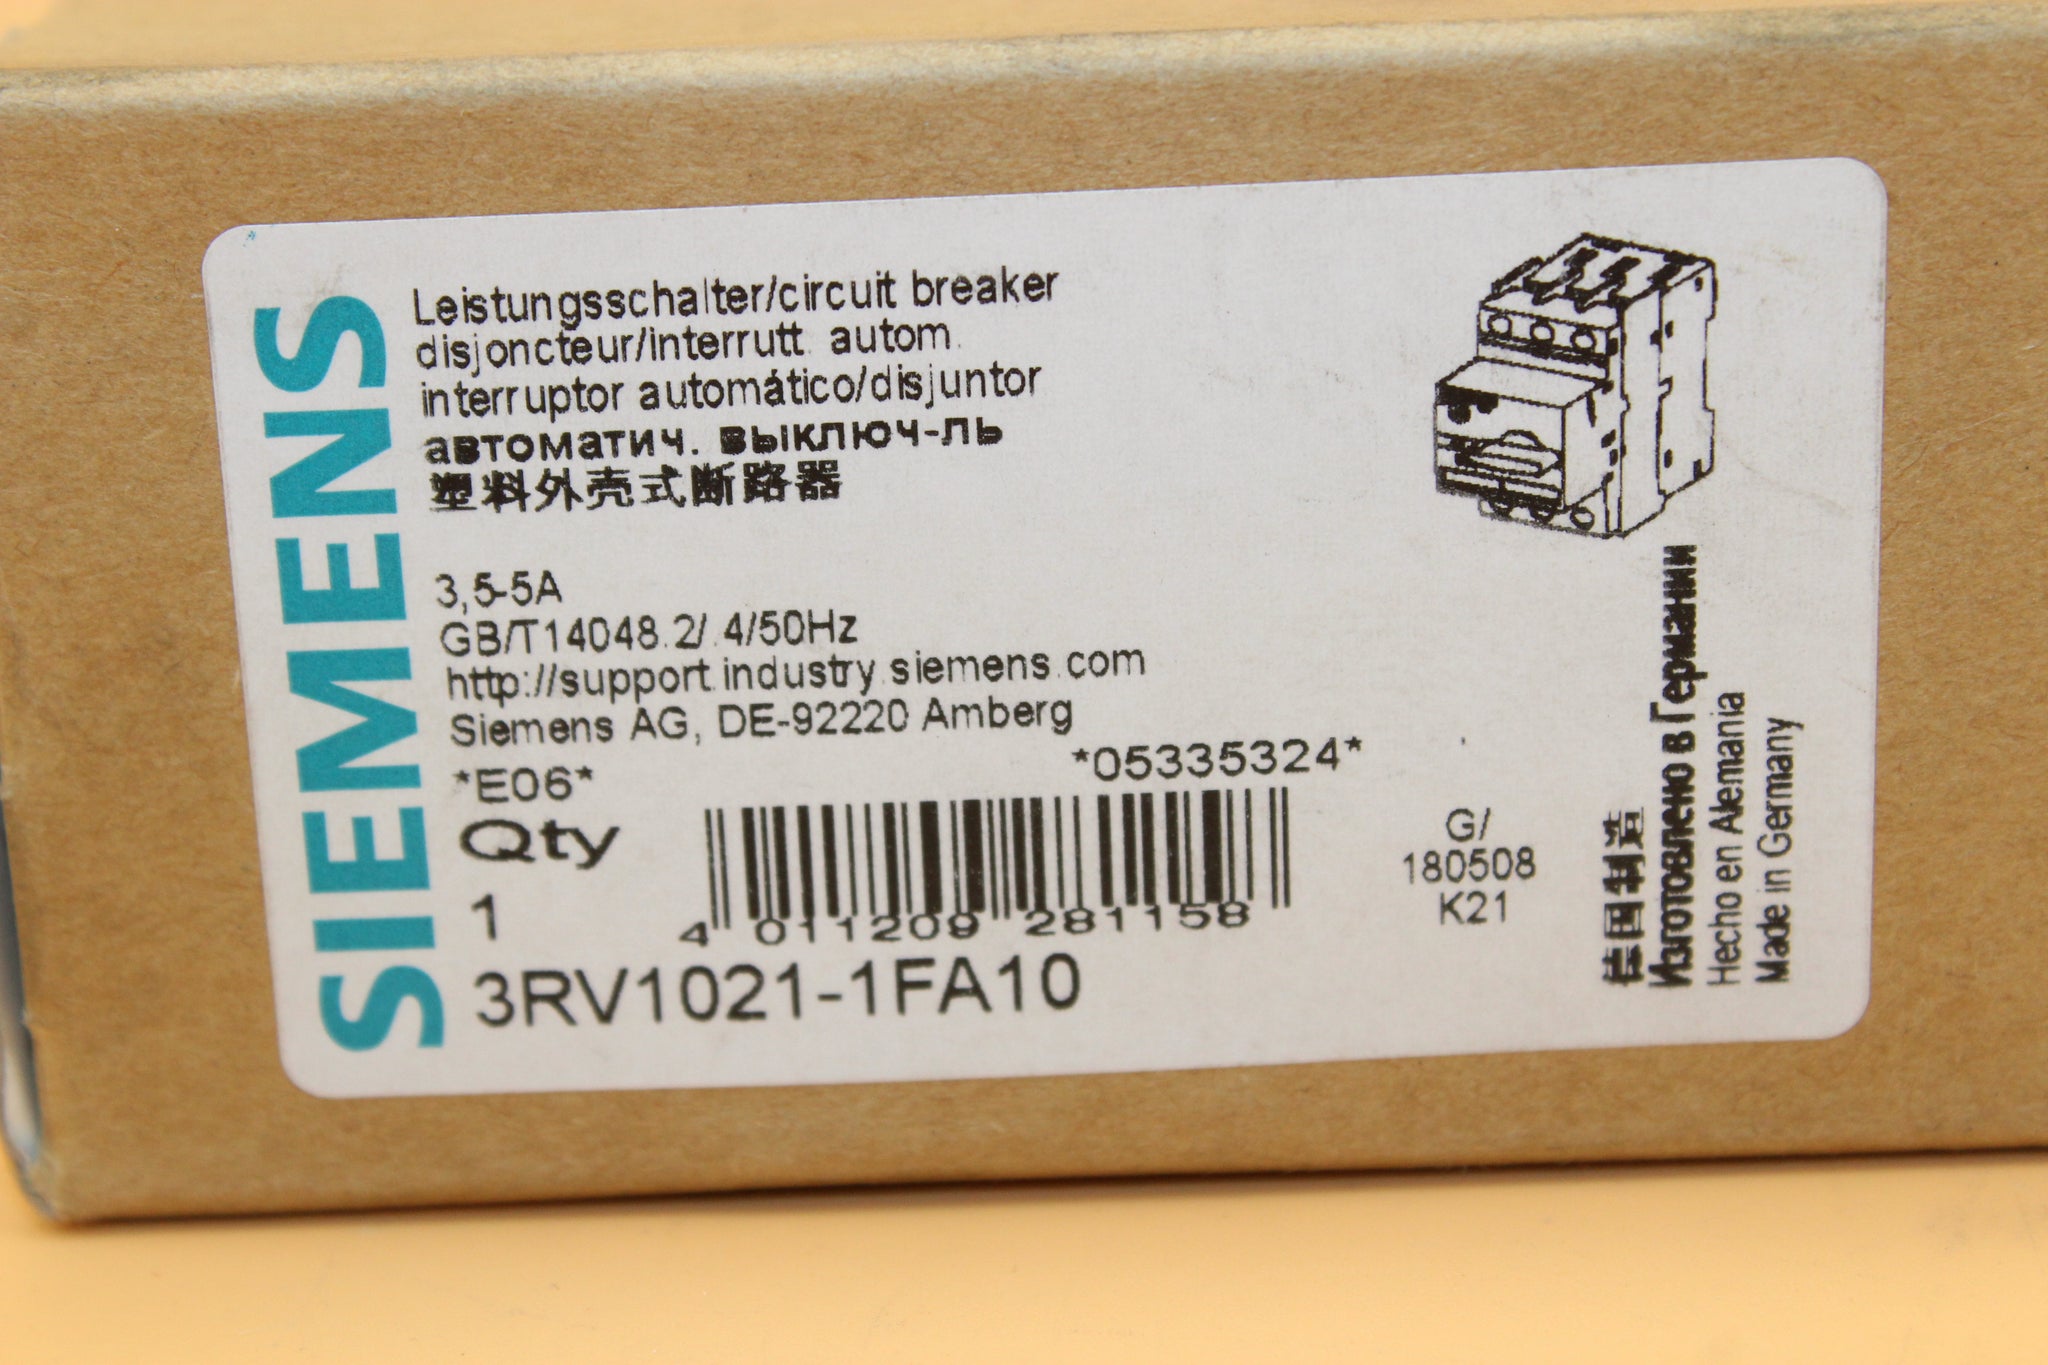 SIEMENS
Leistungsschalter/circuit breaker
disjoncteur/interrutt. autom.
interruptor automático/disjuntor
автоматич. выключ-ль
塑料外壳式断路器
3,5-5A
GB/T14048.2/.4/50Hz
http://support.industry.siemens.com
Siemens AG, DE-92220 Amberg
*E06*
*05335324*
Qty
1
4 011209 281158
3RV1021-1FA10
G/
180508
K21
德国制造
Изготовлено в Германии
Hecho en Alemania
Made in Germany